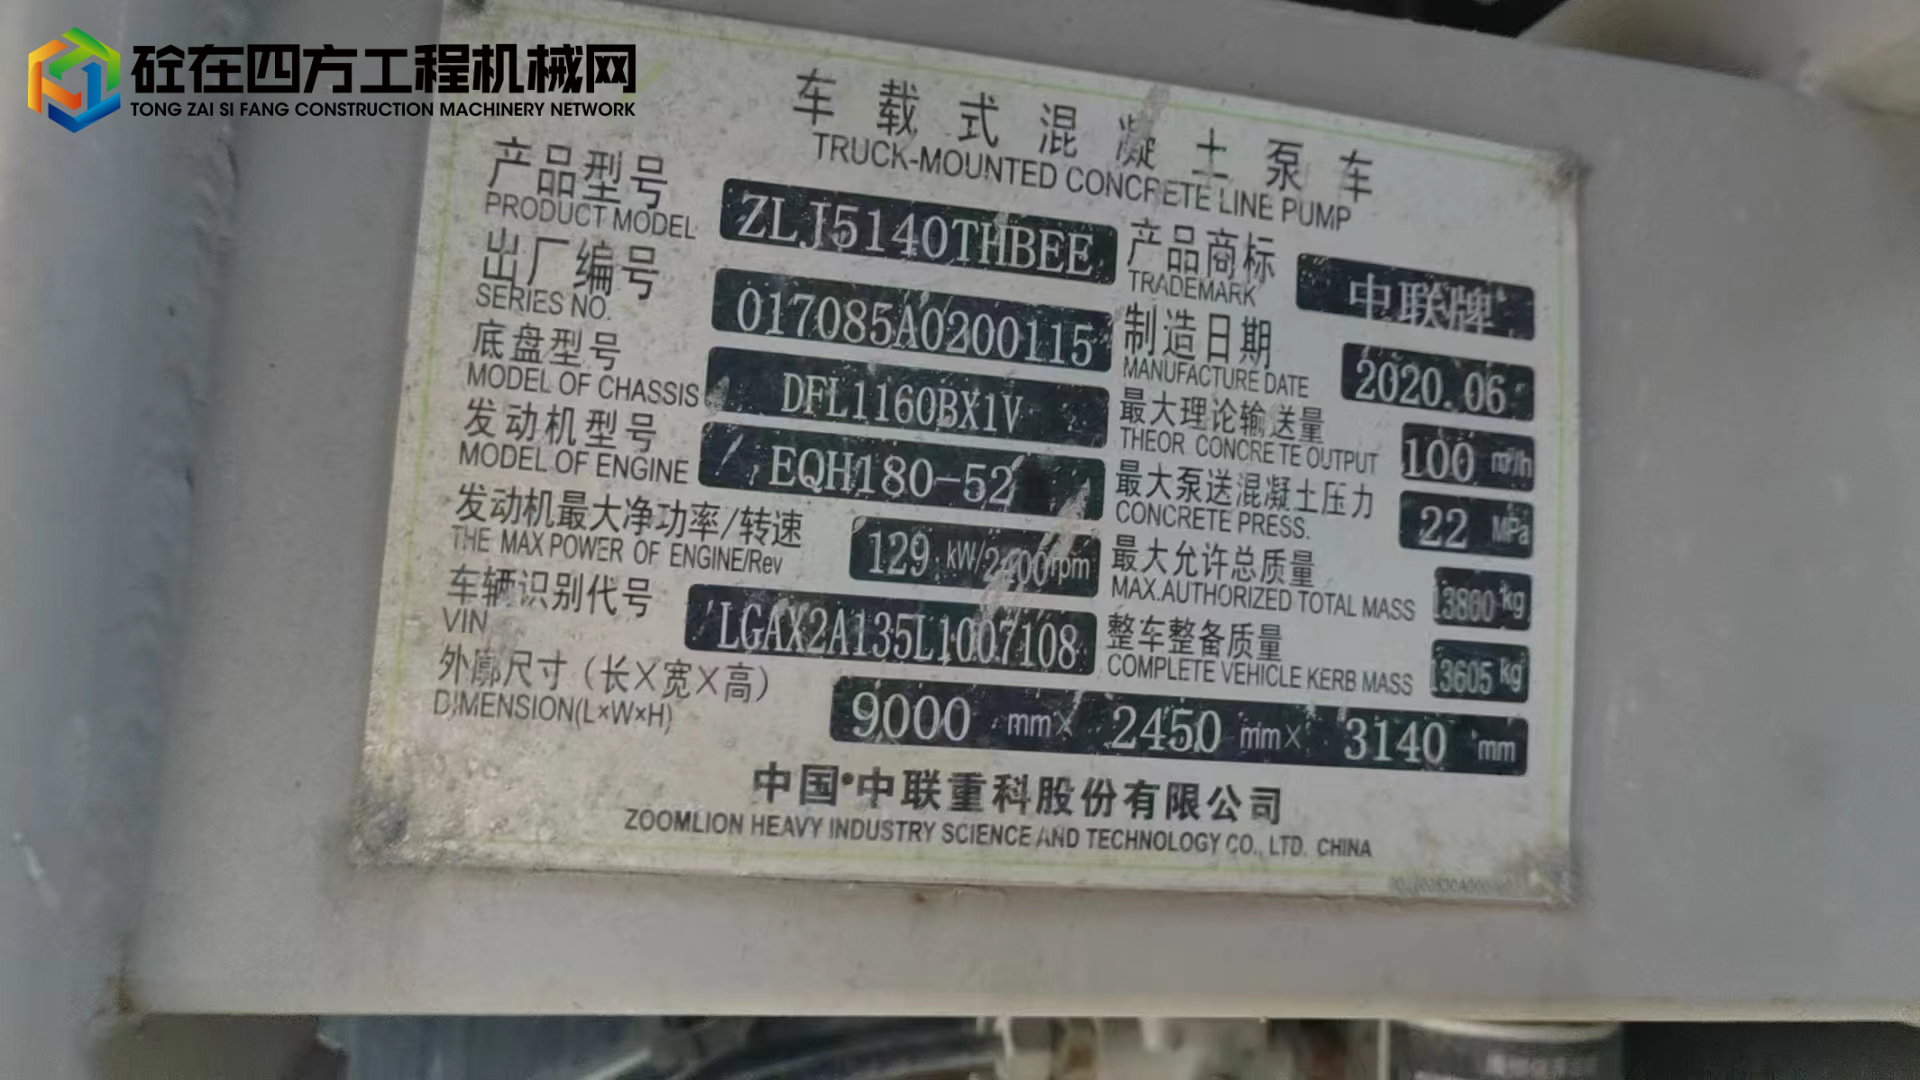 砼在四方工程机械网
TONG ZAI SI FANG CONSTRUCTION MACHINERY NETWORK
车载式混凝土泵车
TRUCK-MOUNTED CONCRETE LINE PUMP
产品型号 ZLJ5140THBEE
PRODUCT MODEL
产品商标 中联牌
TRADEMARK
出厂编号 017085A0200115
SERIES NO.
制造日期 2020.06
MANUFACTURE DATE
底盘型号 DFL1160BX1V
MODEL OF CHASSIS
最大理论输送量 100 m³/h
THEOR CONCRETE OUTPUT
发动机型号 EQH180-52
MODEL OF ENGINE
最大泵送混凝土压力 22 MPa
CONCRETE PRESS.
发动机最大净功率/转速 129 kW/2400rpm
THE MAX POWER OF ENGINE/Rev
最大允许总质量 13800 kg
MAX.AUTHORIZED TOTAL MASS
车辆识别代号 LGAX2A135L1007108
VIN
整车整备质量 13605 kg
COMPLETE VEHICLE KERB MASS
外廓尺寸(长×宽×高) 9000 mm× 2450 mm× 3140 mm
DIMENSION(L×W×H)
中国·中联重科股份有限公司
ZOOMLION HEAVY INDUSTRY SCIENCE AND TECHNOLOGY CO., LTD. CHINA